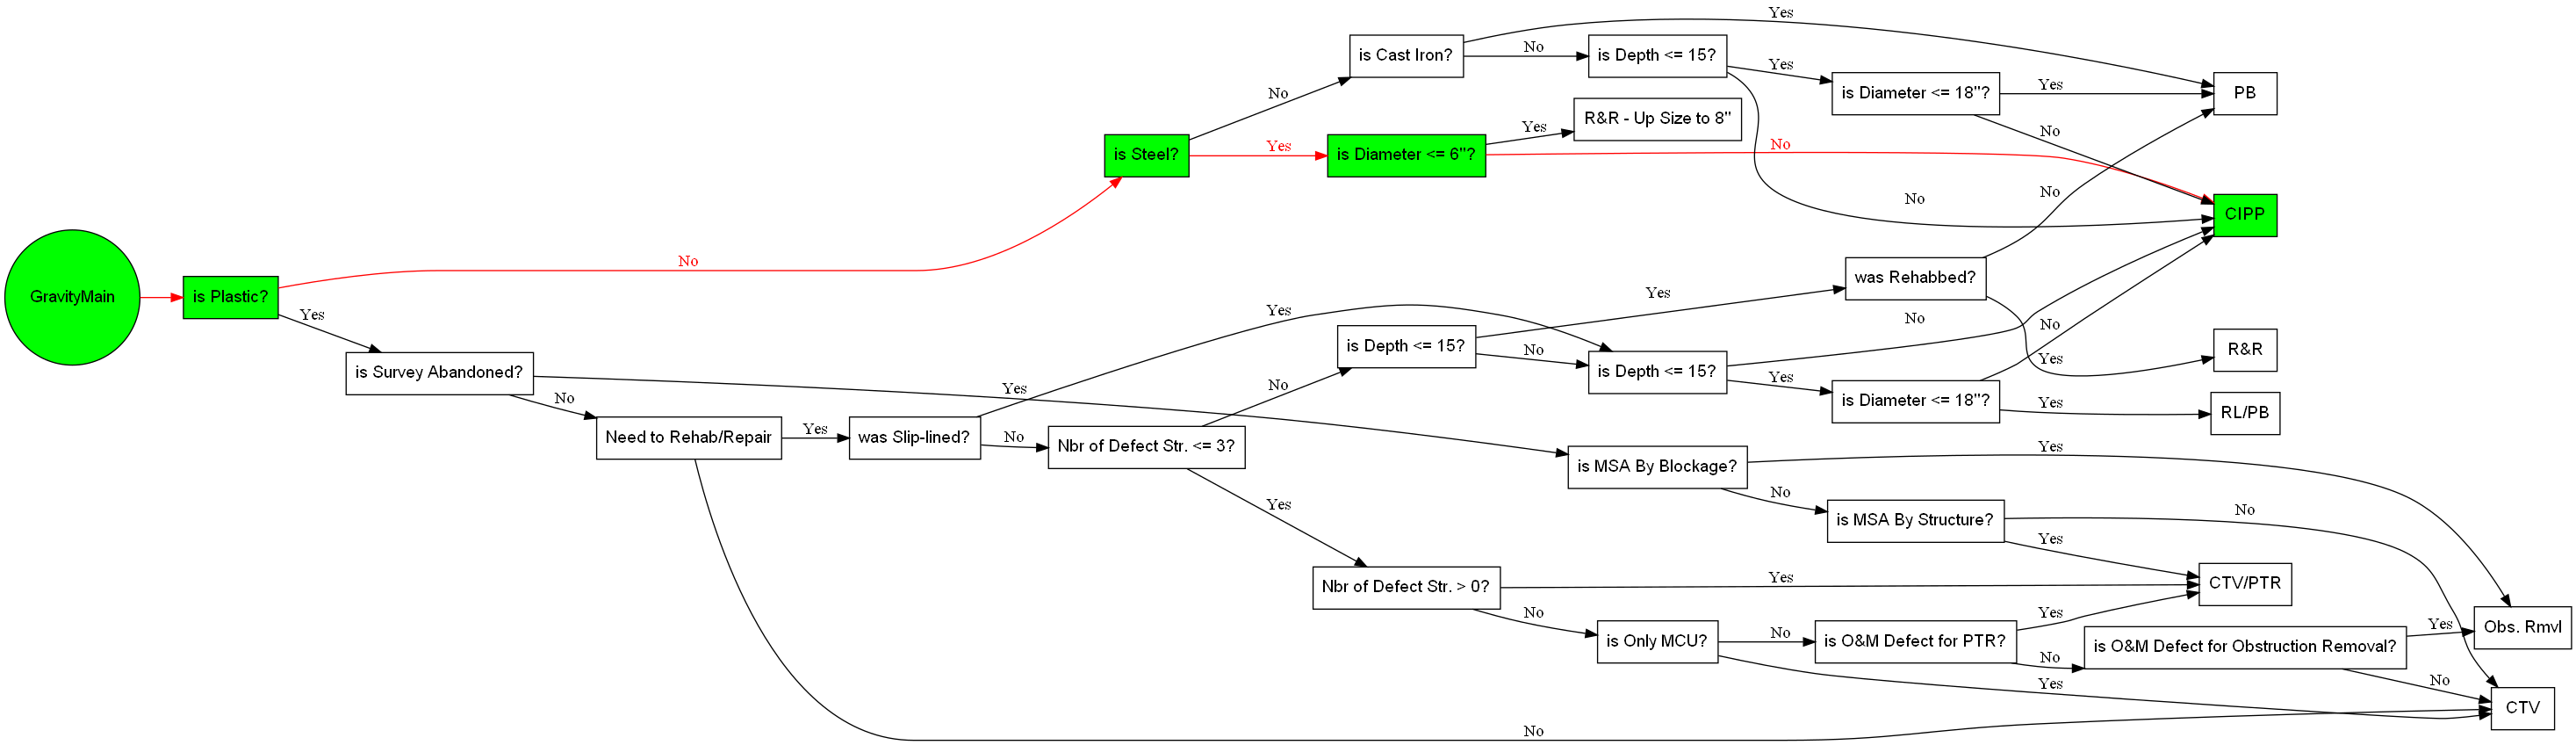 Yes
is Cast Iron?
No
is Depth <= 15?
Yes
is Diameter <= 18"?
Yes
PB
No
R&R - Up Size to 8"
Yes
No
is Steel?
Yes
is Diameter <= 6"?
No
No
No
CIPP
No
was Rehabbed?
GravityMain
is Plastic?
No
Yes
Yes
Yes
No
No
is Depth <= 15?
No
Yes
R&R
is Survey Abandoned?
Yes
No
is Depth <= 15?
Yes
is Diameter <= 18"?
Yes
RL/PB
No
Need to Rehab/Repair
Yes
was Slip-lined?
No
Nbr of Defect Str. <= 3?
Yes
is MSA By Blockage?
Yes
No
is MSA By Structure?
No
Yes
Nbr of Defect Str. > 0?
Yes
CTV/PTR
No
is Only MCU?
No
is O&M Defect for PTR?
Yes
No
is O&M Defect for Obstruction Removal?
Yes
Obs. Rmvl
Yes
No
CTV
No